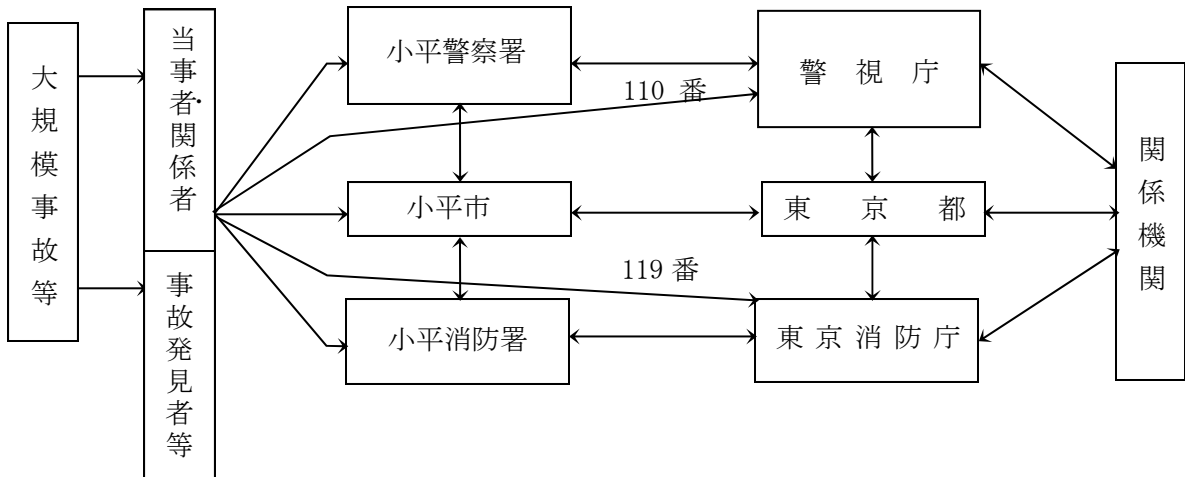 大規模事故等
当事者・関係者
事故発見者等
小平警察署
110 番
警視庁
小平市
東京都
119 番
小平消防署
東京消防庁
関係機関